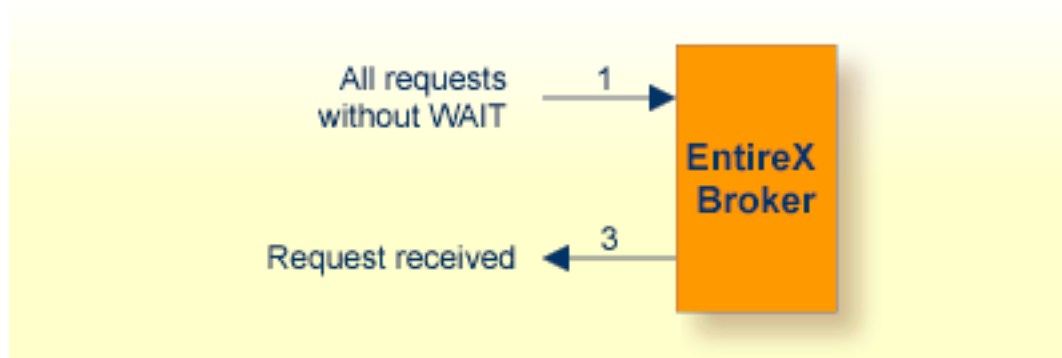 All requests
without WAIT
1
EntireX
Broker
Request received
3